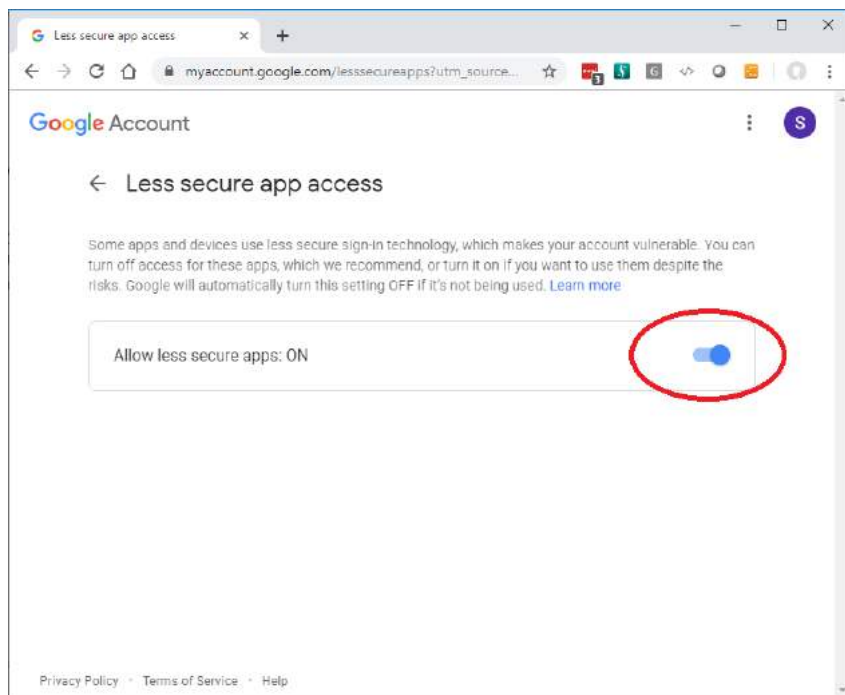 Less secure app access
myaccount.google.com/lesssecureapps?utm_source...
3
S
G
Google Account
S
Less secure app access
Some apps and devices use less secure sign-in technology, which makes your account vulnerable. You can
turn off access for these apps, which we recommend, or turn it on if you want to use them despite the
risks. Google will automatically turn this setting OFF if it's not being used. Learn more
Allow less secure apps: ON
Privacy Policy · Terms of Service · Help